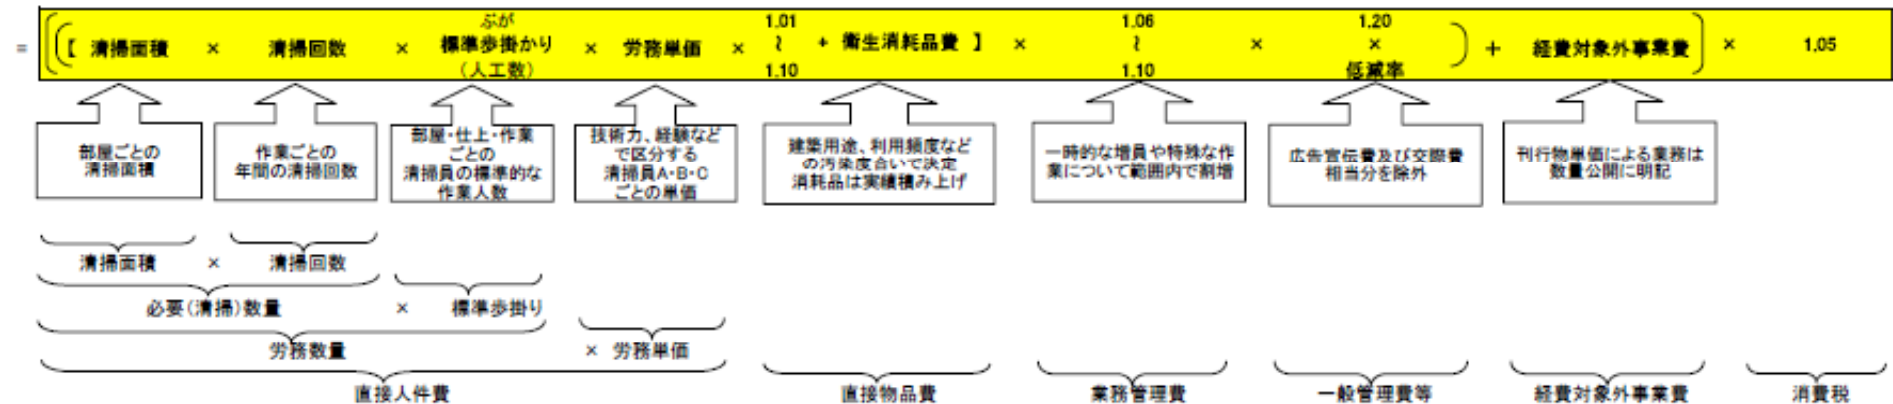 ＝ (([ 清掃面積 × 清掃回数 × 標準歩掛かり（人工数） × 労務単価 × 1.01～1.10 + 衛生消耗品費 ] × 1.06～1.10 × 1.20×低減率 ) + 経費対象外事業費 ) × 1.05
ぶが
部屋ごとの
清掃面積
作業ごとの
年間の清掃回数
部屋・仕上・作業
ごとの
清掃員の標準的な
作業人数
技術力、経験など
で区分する
清掃員A・B・C
ごとの単価
建築用途、利用頻度など
の汚染度合いで決定
消耗品は実績積み上げ
一時的な増員や特殊な作
業について範囲内で割増
広告宣伝費及び交際費
相当分を除外
刊行物単価による業務は
数量公開に明記
清掃面積 × 清掃回数
必要(清掃)数量 × 標準歩掛り
労務数量 × 労務単価
直接人件費 直接物品費 業務管理費 一般管理費等 経費対象外事業費 消費税